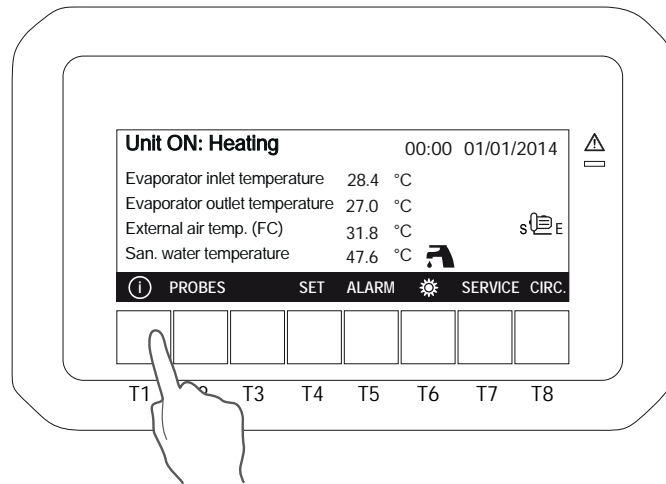 Unit ON: Heating 00:00 01/01/2014
Evaporator inlet temperature 28.4 °C
Evaporator outlet temperature 27.0 °C
External air temp. (FC) 31.8 °C
S E
San. water temperature 47.6 °C
i PROBES SET ALARM SERVICE CIRC.
T1 T3 T4 T5 T6 T7 T8